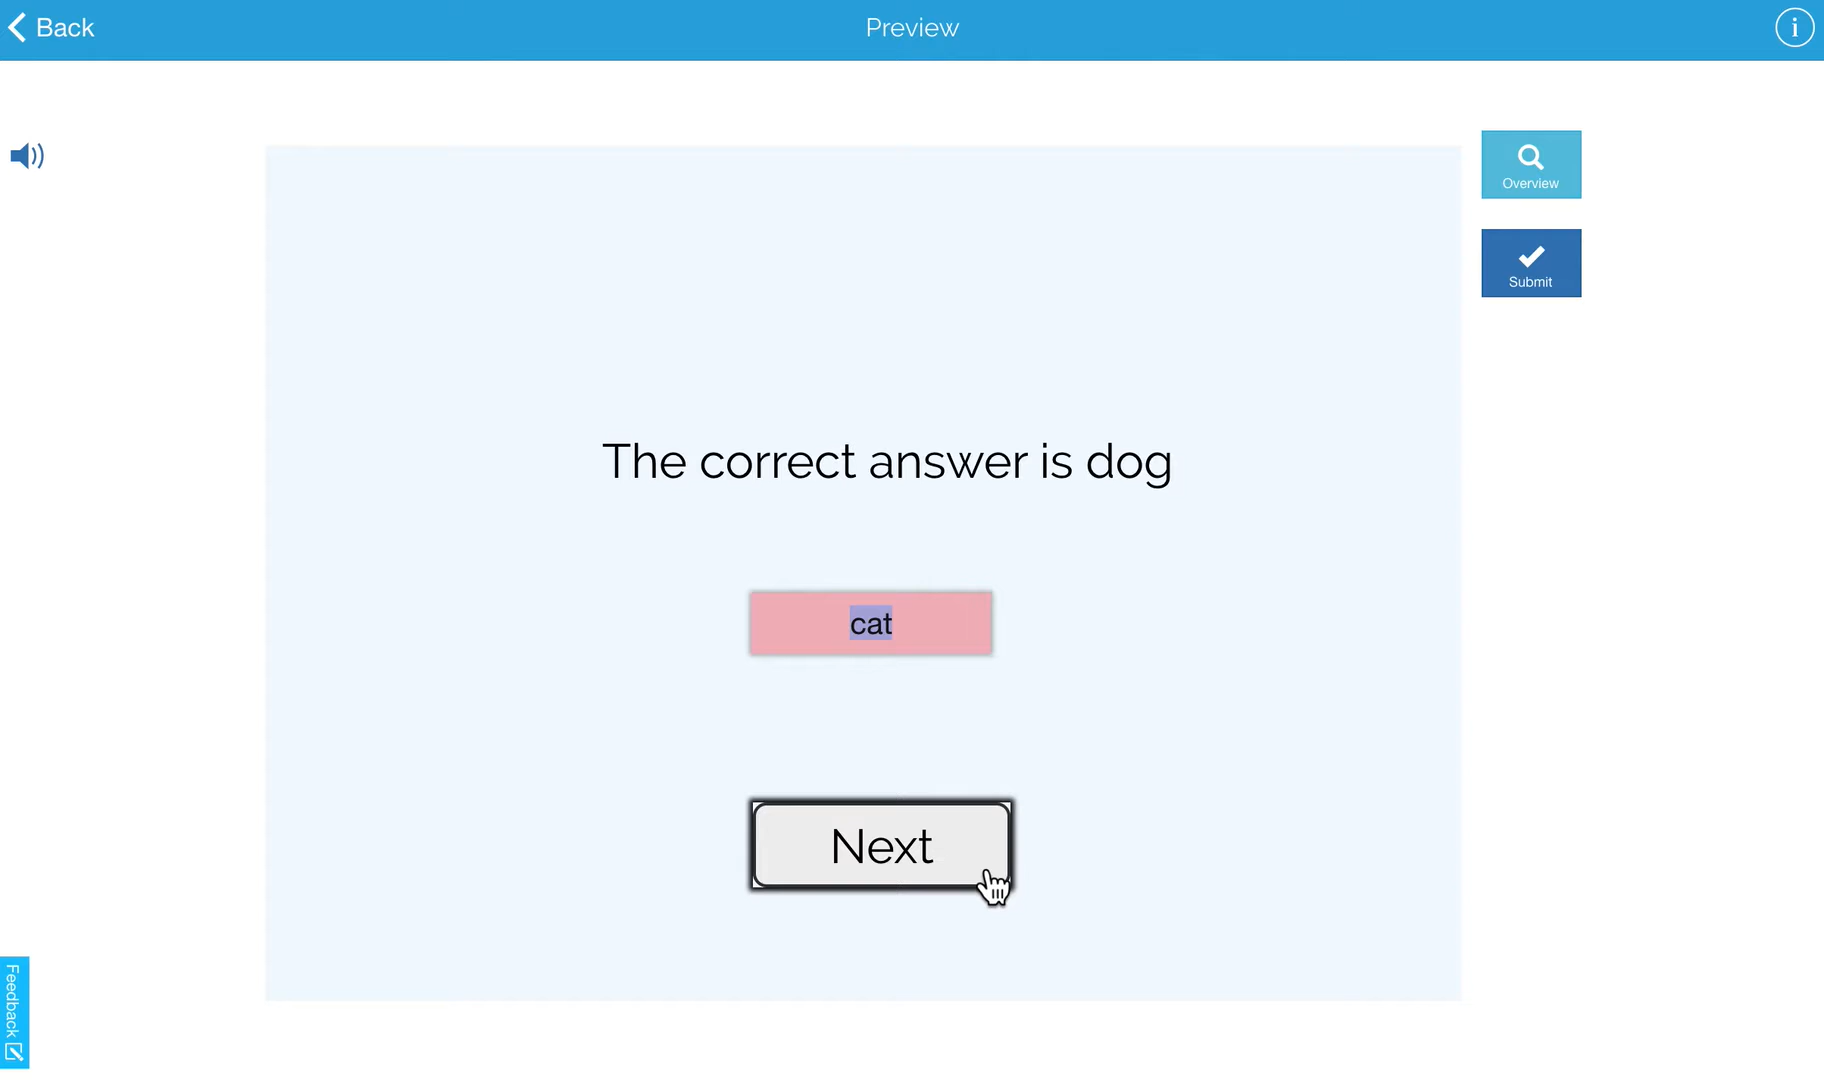 Back
Preview
i
Overview
Submit
The correct answer is dog
cat
Next
Feedback